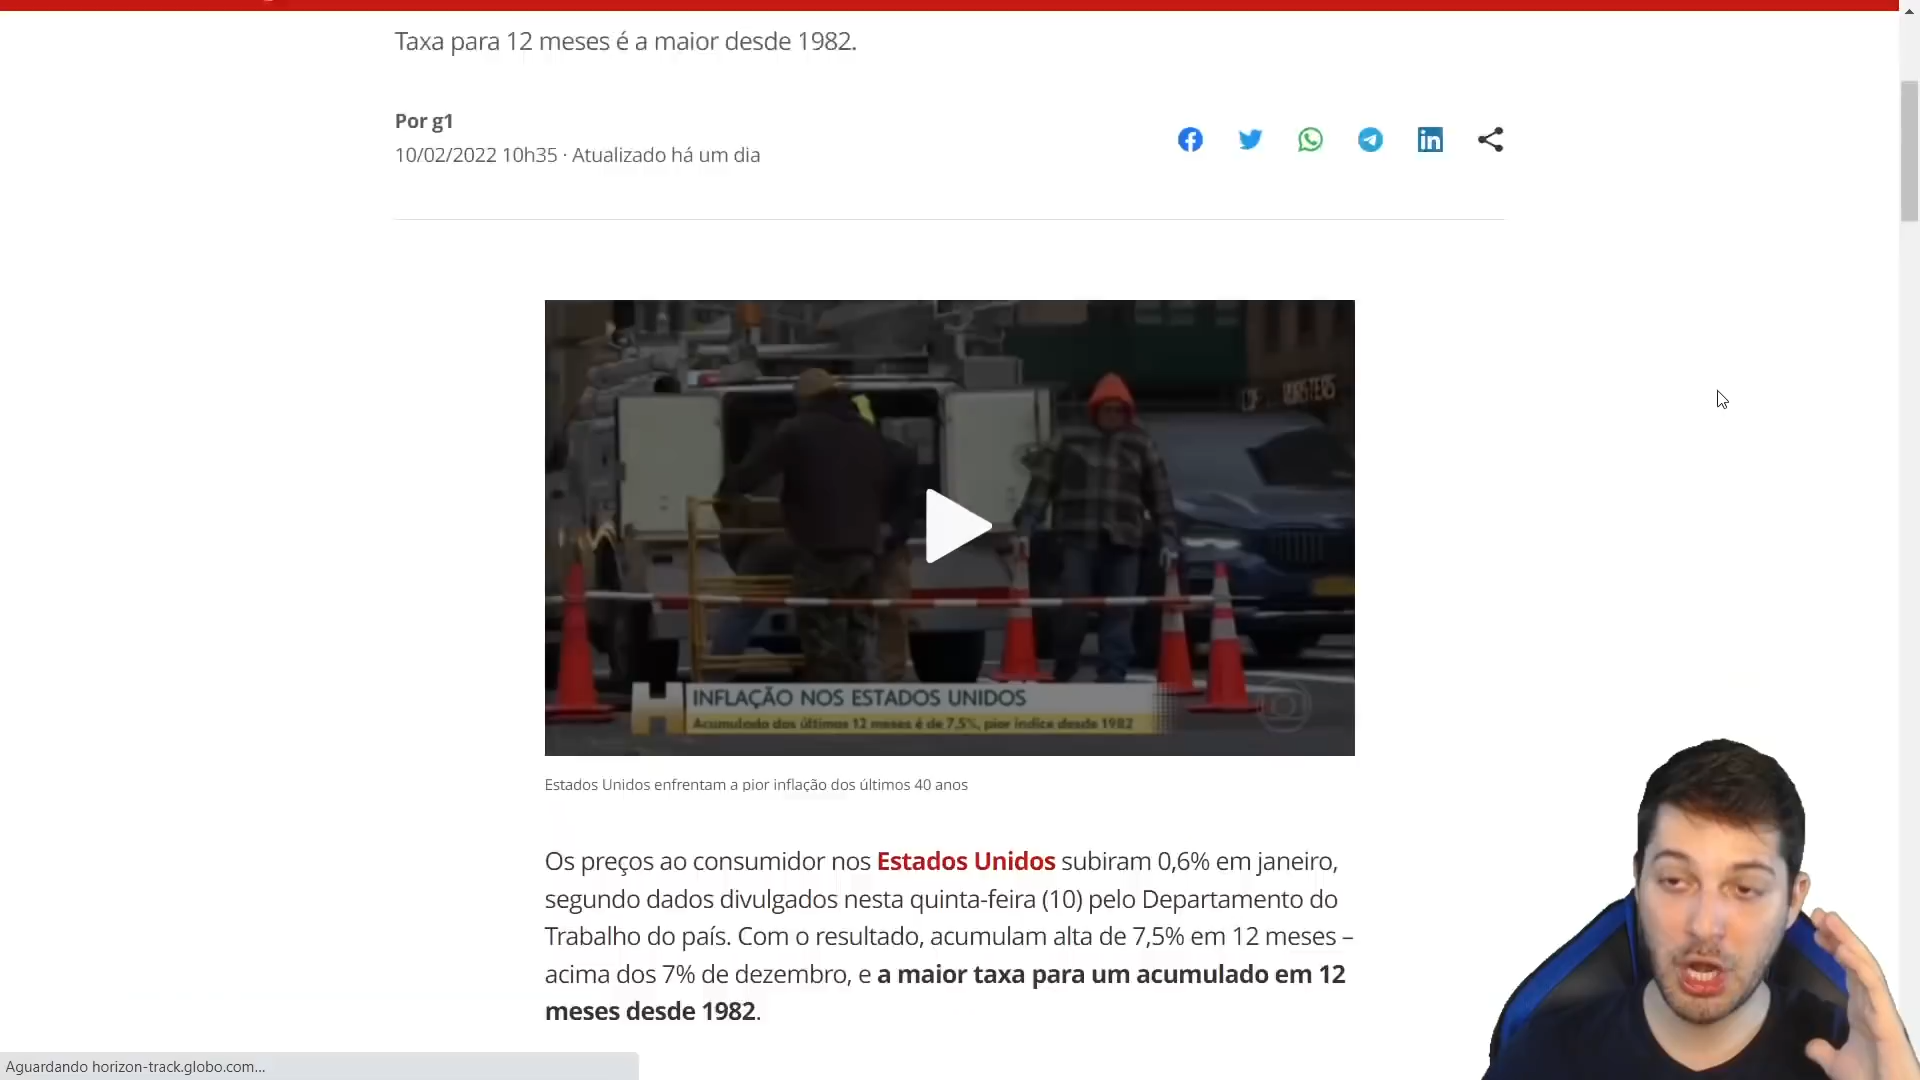 Taxa para 12 meses é a maior desde 1982.
Por g1
10/02/2022 10h35 · Atualizado há um dia
INFLAÇÃO NOS ESTADOS UNIDOS
Acumulado dos últimos 12 meses é de 7,5%, pior índice desde 1982
Estados Unidos enfrentam a pior inflação dos últimos 40 anos
Os preços ao consumidor nos Estados Unidos subiram 0,6% em janeiro,
segundo dados divulgados nesta quinta-feira (10) pelo Departamento do
Trabalho do país. Com o resultado, acumulam alta de 7,5% em 12 meses –
acima dos 7% de dezembro, e a maior taxa para um acumulado em 12
meses desde 1982.
Aguardando horizon-track.globo.com...